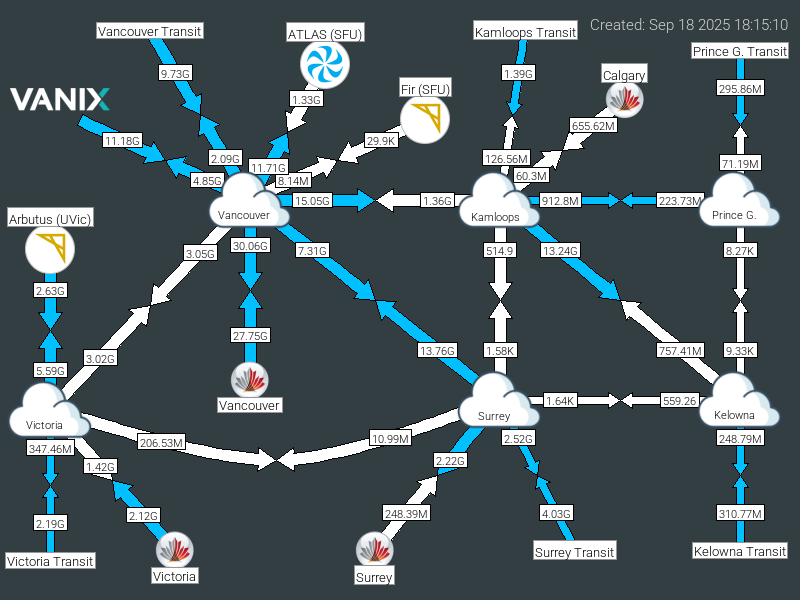 Created: Sep 18 2025 18:15:10
Vancouver Transit
ATLAS (SFU)
Kamloops Transit
Prince G. Transit
9.73G
1.39G
Calgary
295.86M
VANIX
1.33G
Fir (SFU)
655.62M
11.18G
29.9K
2.09G
11.71G
126.56M
71.19M
4.85G
8.14M
60.3M
15.05G
1.36G
912.8M
223.73M
Vancouver
Kamloops
Prince G.
Arbutus (UVic)
3.05G
30.06G
7.31G
514.9
13.24G
8.27K
2.63G
27.75G
3.02G
13.76G
1.58K
757.41M
9.33K
5.59G
Vancouver
1.64K
559.26
Victoria
Surrey
Kelowna
347.46M
206.53M
10.99M
2.52G
248.79M
1.42G
2.22G
2.19G
2.12G
248.39M
4.03G
310.77M
Victoria Transit
Victoria
Surrey
Surrey Transit
Kelowna Transit